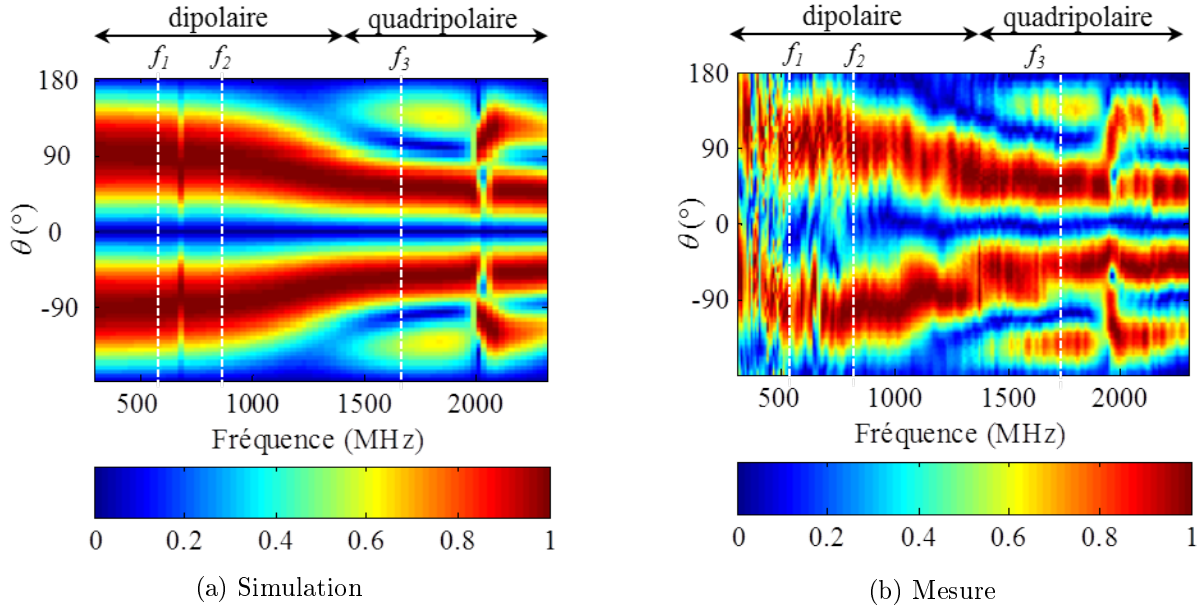 dipolaire quadripolaire
f1 f2 f3
180
90
0
-90
θ (°)
500 1000 1500 2000
Fréquence (MHz)
0 0.2 0.4 0.6 0.8 1
(a) Simulation
dipolaire quadripolaire
f1 f2 f3
180
90
0
-90
θ (°)
500 1000 1500 2000
Fréquence (MHz)
0 0.2 0.4 0.6 0.8 1
(b) Mesure